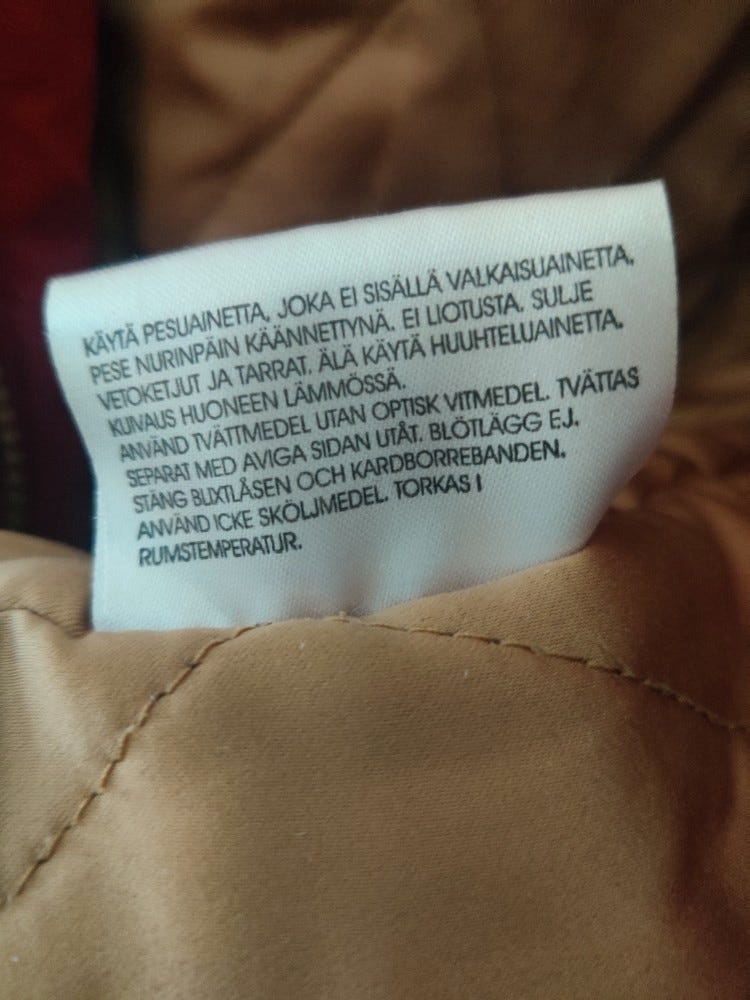 KÄYTÄ PESUAINETTA, JOKA EI SISÄLLÄ VALKAISUAINETTA.
PESE NURINPÄIN KÄÄNNETTYNÄ. EI LIOTUSTA. SULJE
VETOKETJUT JA TARRAT. ÄLÄ KÄYTÄ HUUHTELUAINETTA.
KUIVAUS HUONEEN LÄMMÖSSÄ.
ANVÄND TVÄTTMEDEL UTAN OPTISK VITMEDEL. TVÄTTAS
SEPARAT MED AVIGA SIDAN UTÅT. BLÖTLÄGG EJ.
STÄNG BLIXTLÅSEN OCH KARDBORREBANDEN.
ANVÄND ICKE SKÖLJMEDEL. TORKAS I
RUMSTEMPERATUR.